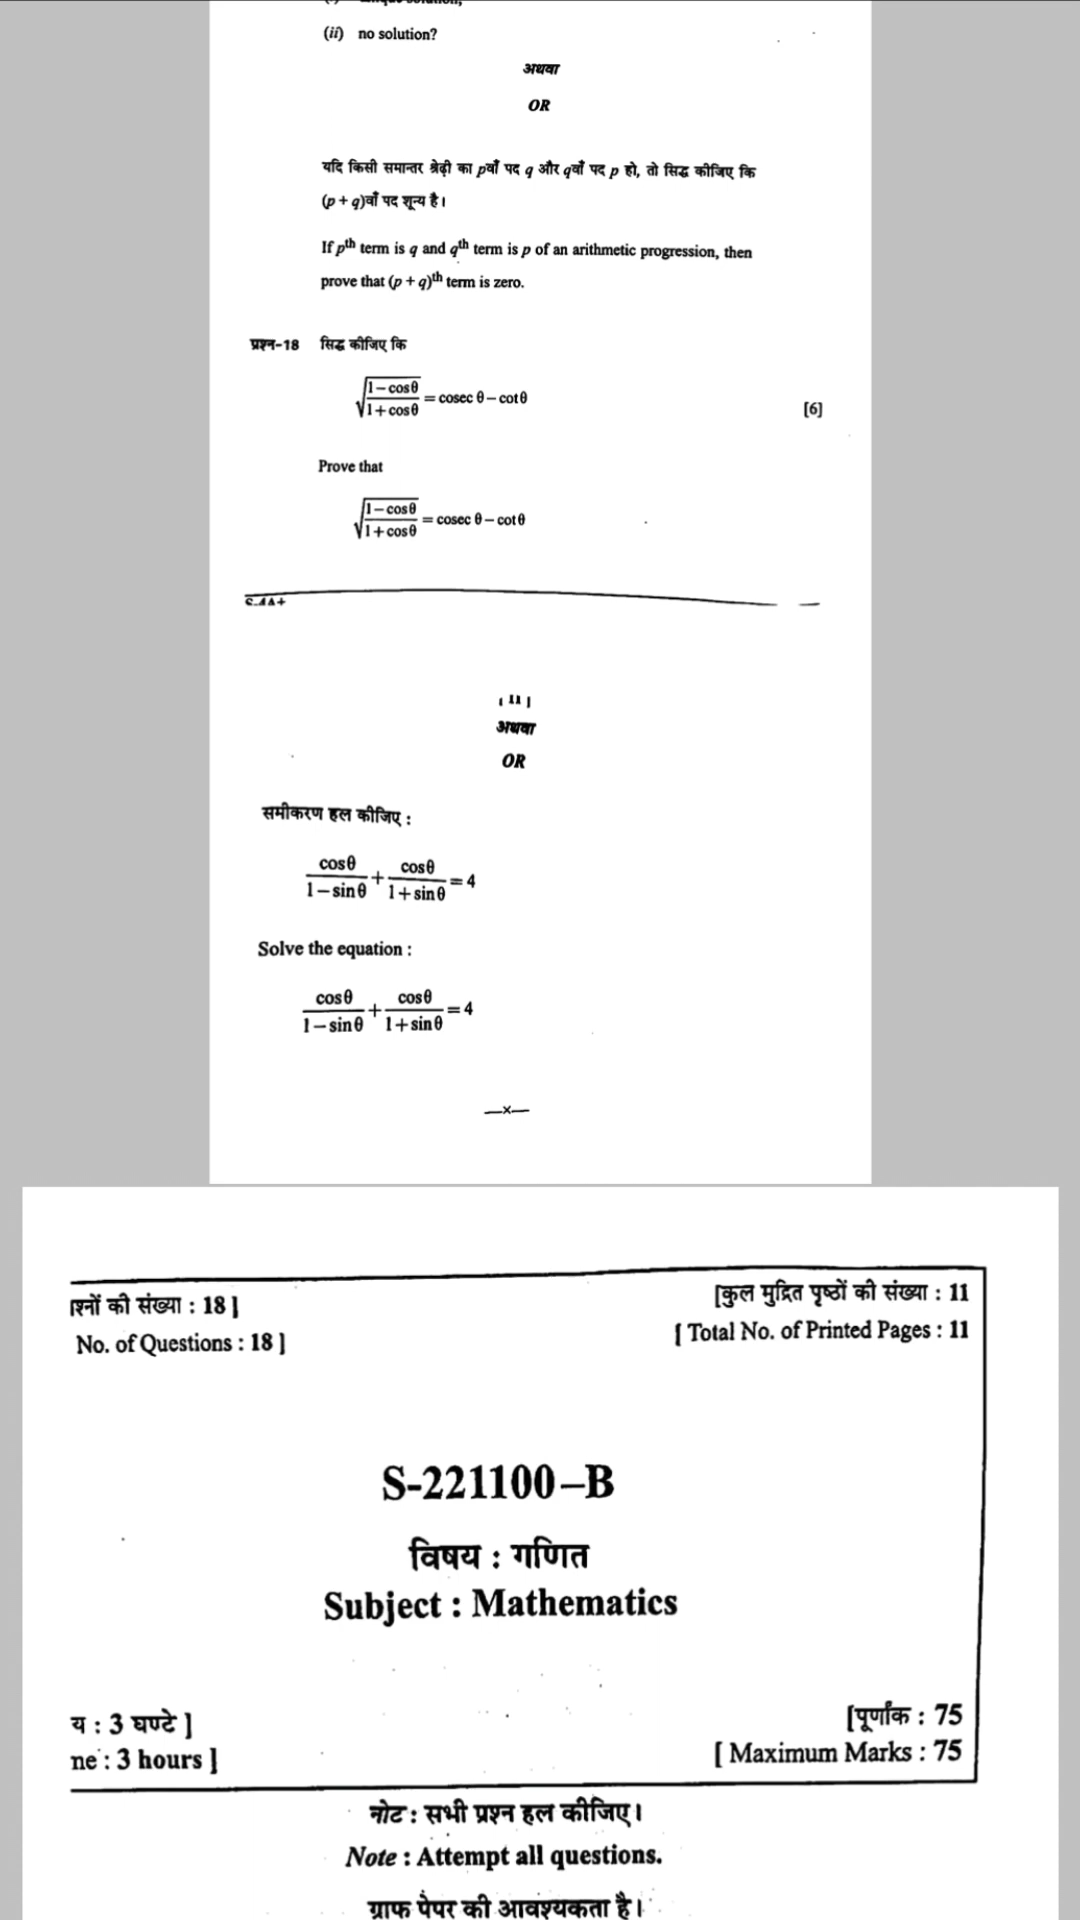 (ii) no solution?
अथवा
OR
यदि किसी समान्तर श्रेढ़ी का pवाँ पद q और qवाँ पद p हो, तो सिद्ध कीजिए कि
(p + q)वाँ पद शून्य है।
If pth term is q and qth term is p of an arithmetic progression, then
prove that (p + q)th term is zero.
प्रश्न-18 सिद्ध कीजिए कि
√((1−cosθ)/(1+cosθ)) = cosec θ − cot θ
[6]
Prove that
√((1−cosθ)/(1+cosθ)) = cosec θ − cot θ
अथवा
OR
समीकरण हल कीजिए :
cosθ/(1−sinθ) + cosθ/(1+sinθ) = 4
Solve the equation :
cosθ/(1−sinθ) + cosθ/(1+sinθ) = 4
—x—
की संख्या : 18 ]
[कुल मुद्रित पृष्ठों की संख्या : 11
No. of Questions : 18 ]
[ Total No. of Printed Pages : 11
S-221100–B
विषय : गणित
Subject : Mathematics
य : 3 घण्टे ]
[पूर्णांक : 75
ne : 3 hours ]
[ Maximum Marks : 75
नोट : सभी प्रश्न हल कीजिए।
Note : Attempt all questions.
ग्राफ पेपर की आवश्यकता है।